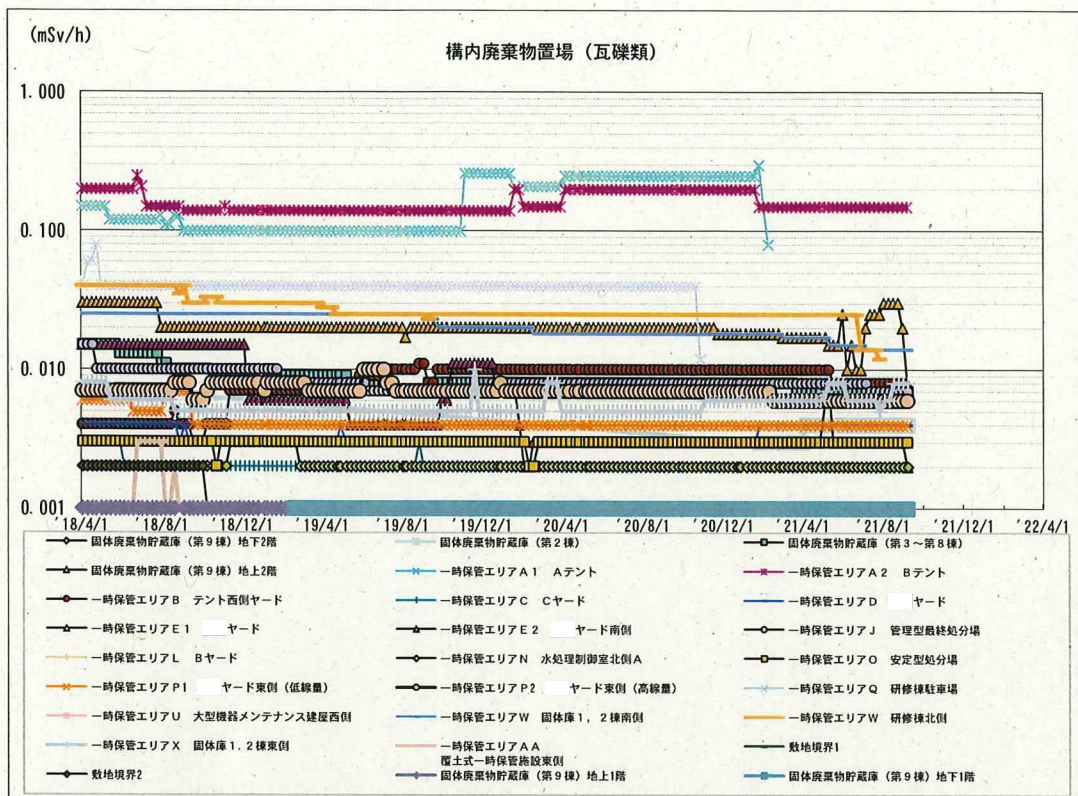 (mSv/h)
構内廃棄物置場（瓦礫類）
1.000
0.100
0.010
0.001
'18/4/1 '18/8/1 '18/12/1 '19/4/1 '19/8/1 '19/12/1 '20/4/1 '20/8/1 '20/12/1 '21/4/1 '21/8/1 '21/12/1 '22/4/1
固体廃棄物貯蔵庫（第9棟）地下2階 固体廃棄物貯蔵庫（第2棟） 固体廃棄物貯蔵庫（第3～第8棟）
固体廃棄物貯蔵庫（第9棟）地上2階 一時保管エリアA1 Aテント 一時保管エリアA2 Bテント
一時保管エリアB テント西側ヤード 一時保管エリアC Cヤード 一時保管エリアD ヤード
一時保管エリアE1 ヤード 一時保管エリアE2 ヤード南側 一時保管エリアJ 管理型最終処分場
一時保管エリアL Bヤード 一時保管エリアN 水処理制御室北側A 一時保管エリアO 安定型処分場
一時保管エリアP1 ヤード東側（低線量） 一時保管エリアP2 ヤード東側（高線量） 一時保管エリアQ 研修棟駐車場
一時保管エリアU 大型機器メンテナンス建屋西側 一時保管エリアW 固体庫1,2棟南側 一時保管エリアW 研修棟北側
一時保管エリアX 固体庫1,2棟東側 一時保管エリアAA 敷地境界1
覆土式一時保管施設東側
敷地境界2 固体廃棄物貯蔵庫（第9棟）地上1階 固体廃棄物貯蔵庫（第9棟）地下1階